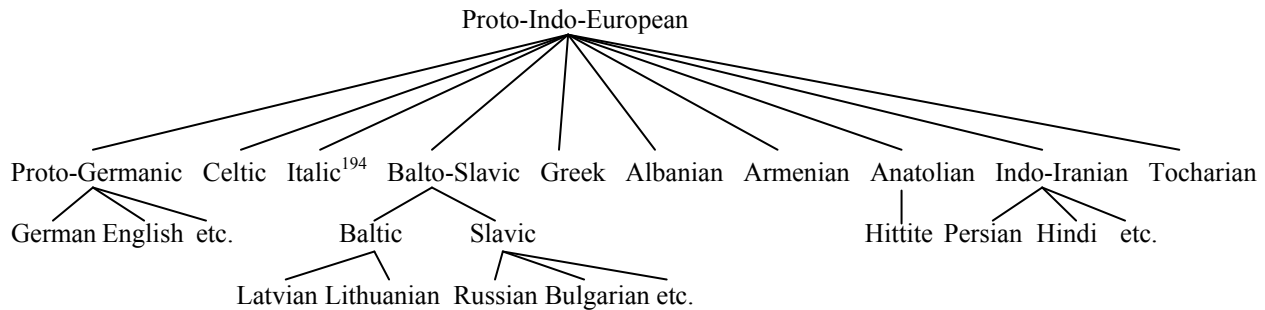 Proto-Indo-European
Proto-Germanic Celtic Italic194 Balto-Slavic Greek Albanian Armenian Anatolian Indo-Iranian Tocharian
German English etc. Baltic Slavic Hittite Persian Hindi etc.
Latvian Lithuanian Russian Bulgarian etc.